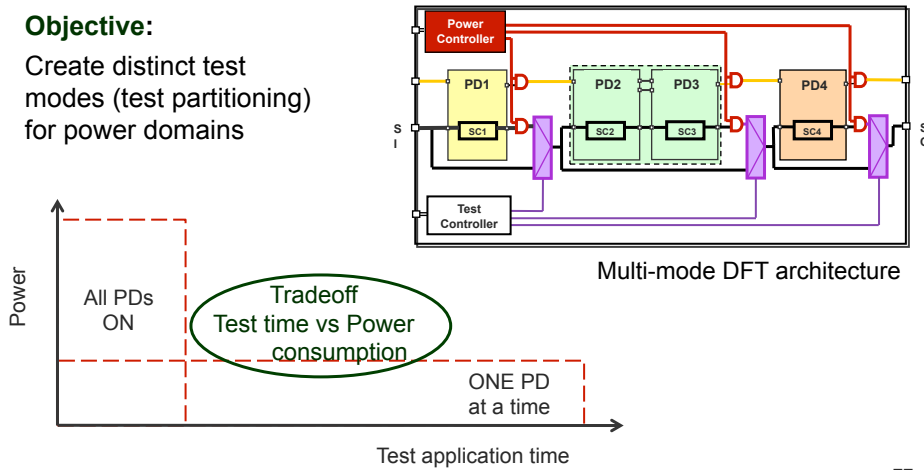 Objective:
Create distinct test
modes (test partitioning)
for power domains
Power
Controller
PD1
PD2
PD3
PD4
S
I
SC1
SC2
SC3
SC4
S
O
Test
Controller
Multi-mode DFT architecture
Power
All PDs
ON
Tradeoff
Test time vs Power
consumption
ONE PD
at a time
Test application time